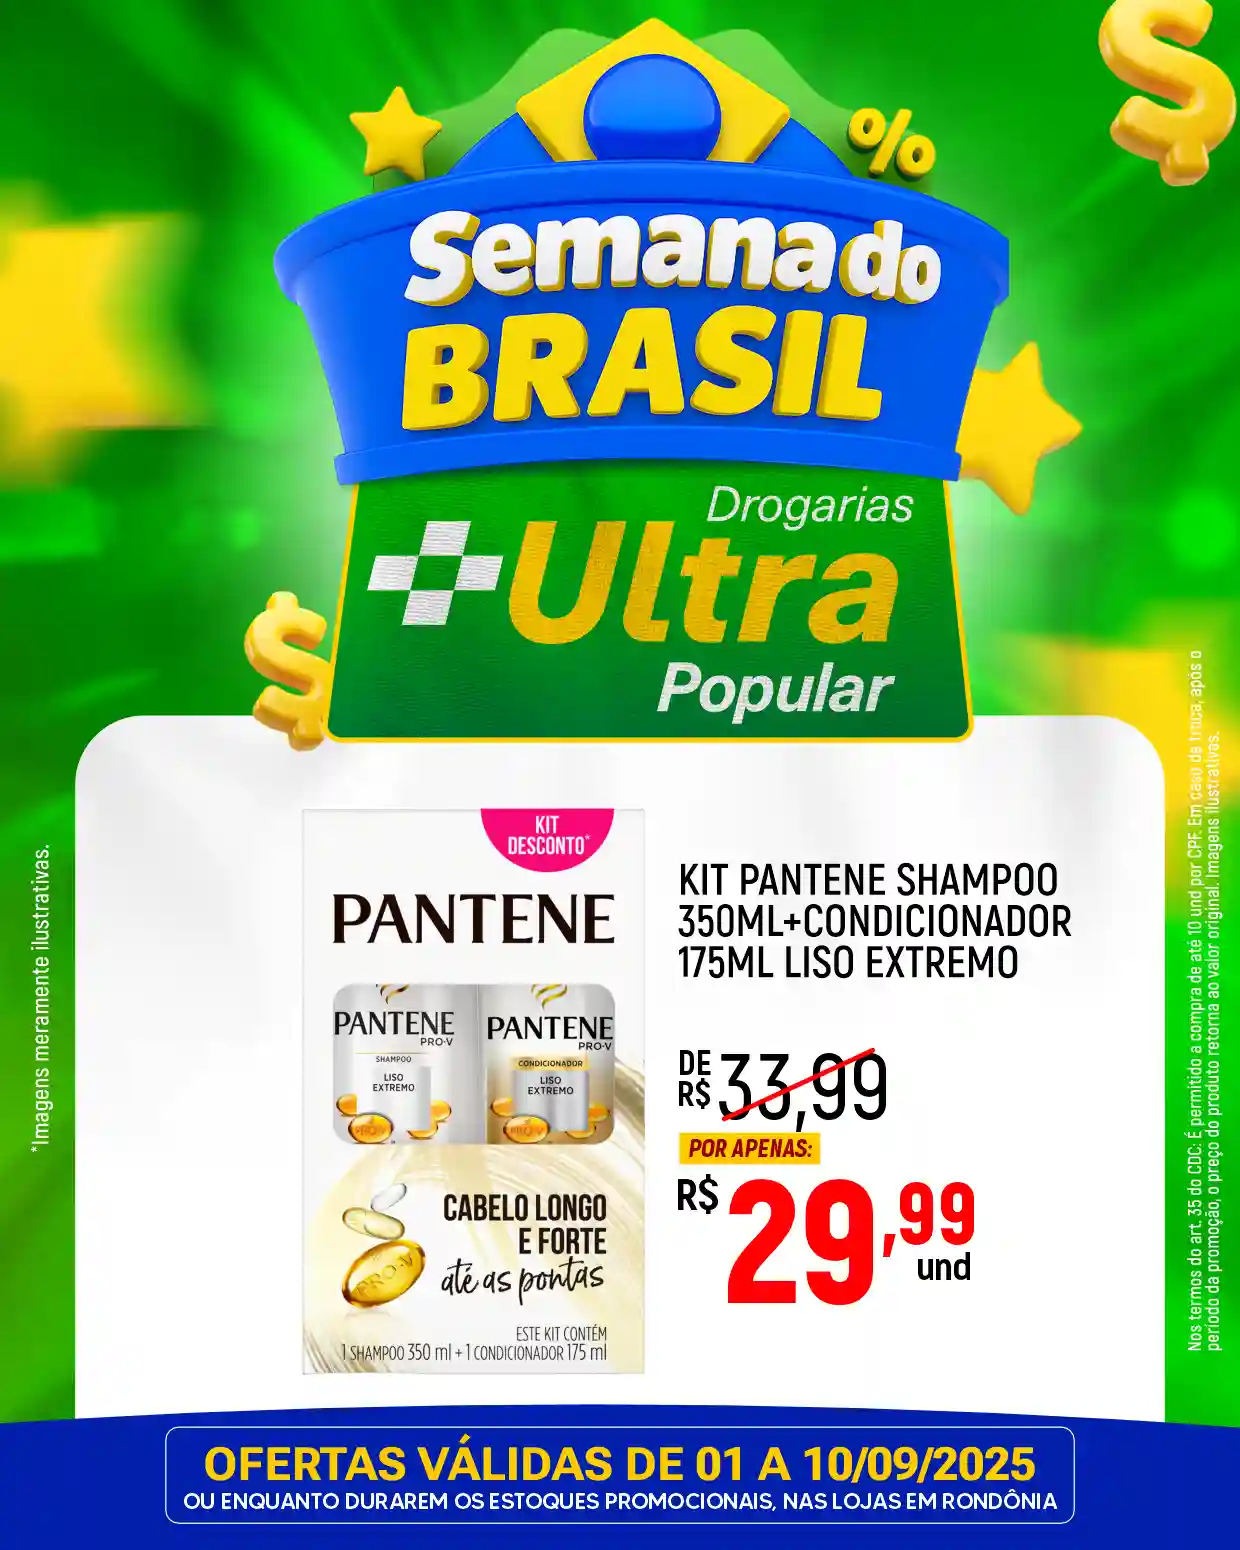 %
Semana do
BRASIL
Drogarias
Ultra
Popular
KIT
DESCONTO*
PANTENE
PANTENE
PRO-V
SHAMPOO
LISO
EXTREMO
PRO-V
PANTENE
PRO-V
CONDICIONADOR
LISO
EXTREMO
PRO-V
CABELO LONGO
E FORTE
até as pontas
PRO-V
ESTE KIT CONTÉM
1 SHAMPOO 350 ml + 1 CONDICIONADOR 175 ml
KIT PANTENE SHAMPOO
350ML+CONDICIONADOR
175ML LISO EXTREMO
DE
R$ 33,99
POR APENAS:
R$ 29,99
und
*Imagens meramente ilustrativas.
Nos termos do art. 35 do CDC: É permitido a compra de até 10 und por CPF. Em caso de troca, após o
período da promoção, o preço do produto retorna ao valor original. Imagens ilustrativas.
OFERTAS VÁLIDAS DE 01 A 10/09/2025
OU ENQUANTO DURAREM OS ESTOQUES PROMOCIONAIS, NAS LOJAS EM RONDÔNIA